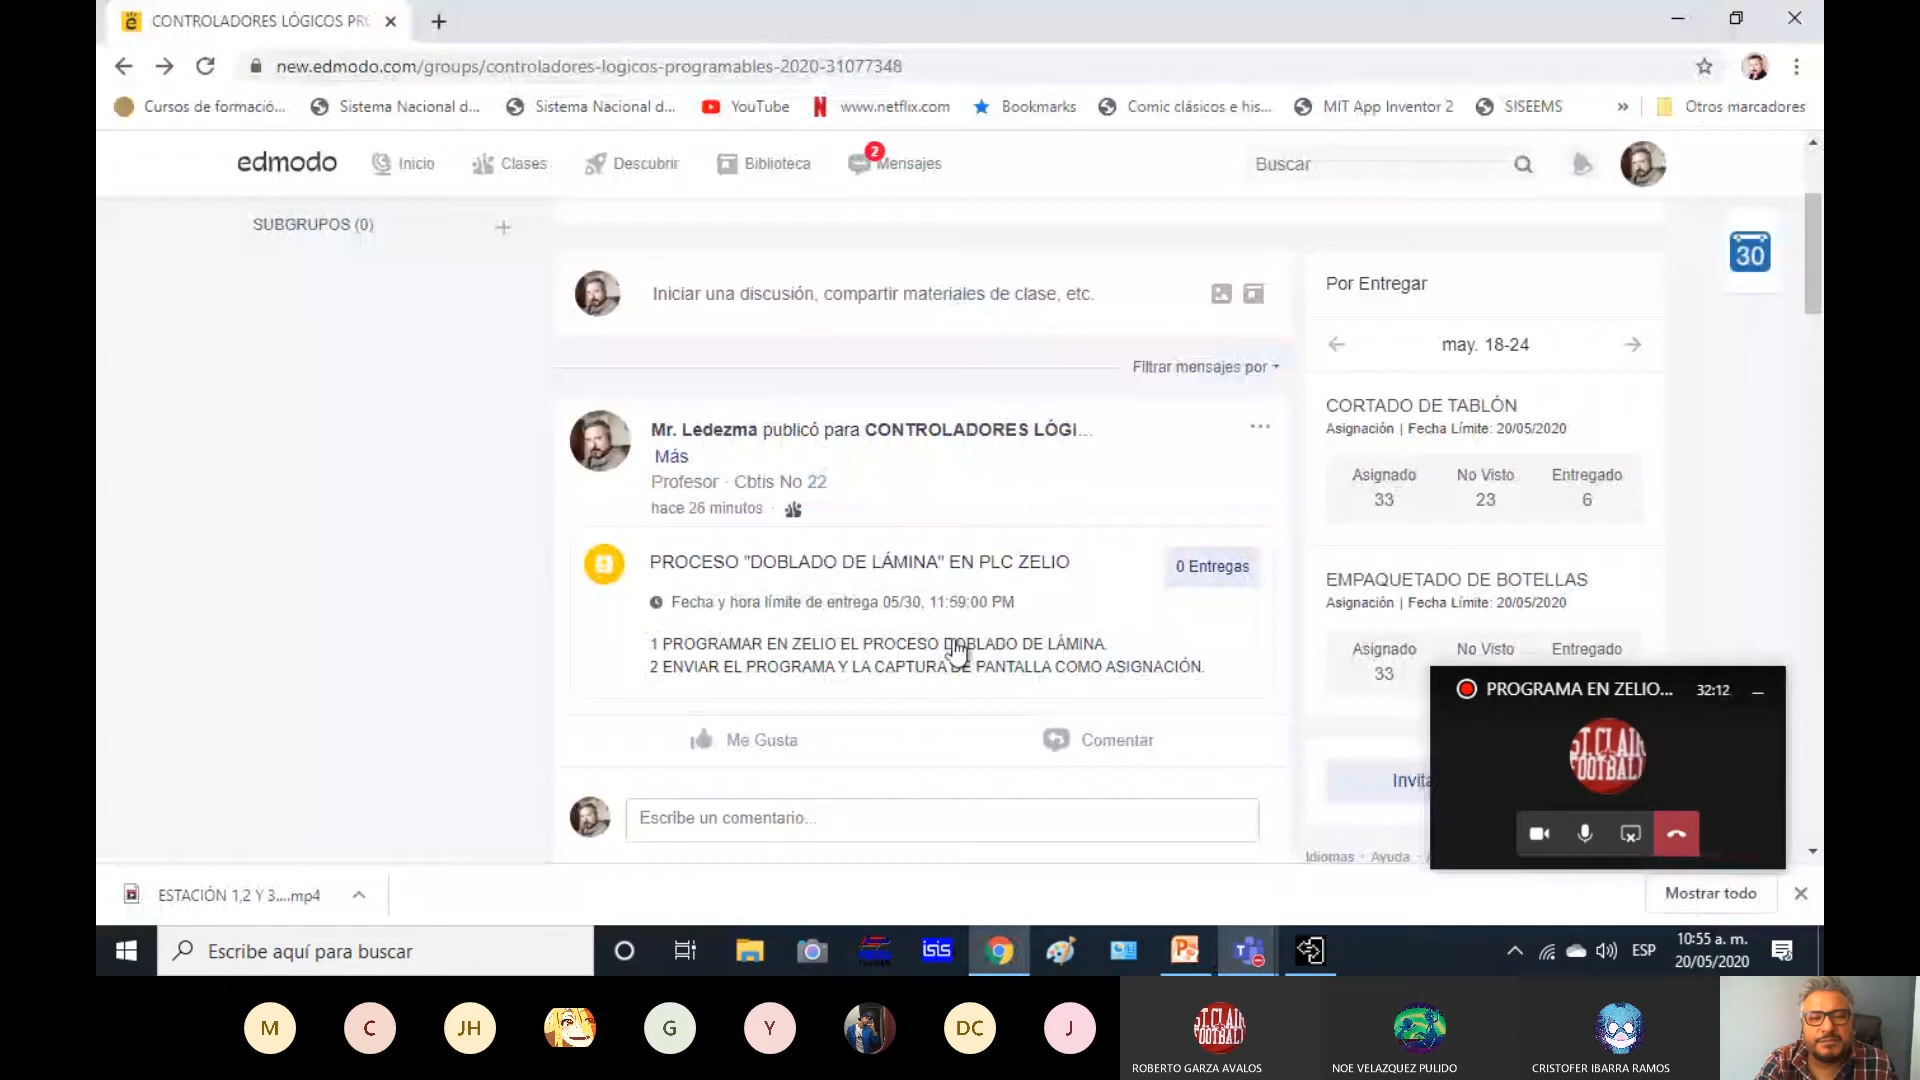 CONTROLADORES LÓGICOS PR
new.edmodo.com/groups/controladores-logicos-programables-2020-31077348
Cursos de formació... Sistema Nacional d... Sistema Nacional d... YouTube www.netflix.com Bookmarks Comic clásicos e his... MIT App Inventor 2 SISEEMS » Otros marcadores
edmodo Inicio Clases Descubrir Biblioteca 2 Mensajes Buscar
SUBGRUPOS (0)
30
Iniciar una discusión, compartir materiales de clase, etc.
Filtrar mensajes por
Mr. Ledezma publicó para CONTROLADORES LÓGI...
Más
Profesor · Cbtis No 22
hace 26 minutos ·
PROCESO "DOBLADO DE LÁMINA" EN PLC ZELIO
0 Entregas
Fecha y hora límite de entrega 05/30, 11:59:00 PM
1 PROGRAMAR EN ZELIO EL PROCESO DOBLADO DE LÁMINA.
2 ENVIAR EL PROGRAMA Y LA CAPTURA DE PANTALLA COMO ASIGNACIÓN.
Me Gusta Comentar
Escribe un comentario...
Por Entregar
may. 18-24
CORTADO DE TABLÓN
Asignación | Fecha Límite: 20/05/2020
Asignado No Visto Entregado
33 23 6
EMPAQUETADO DE BOTELLAS
Asignación | Fecha Límite: 20/05/2020
Asignado No Visto Entregado
33
Invita
Idiomas · Ayuda ·
PROGRAMA EN ZELIO... 32:12
ST. CLAIR
FOOTBALL
ESTACIÓN 1,2 Y 3....mp4
Mostrar todo
Escribe aquí para buscar
isis
ESP
10:55 a. m.
20/05/2020
M C JH G Y DC J
ST. CLAIR
FOOTBALL
ROBERTO GARZA AVALOS NOE VELAZQUEZ PULIDO CRISTOFER IBARRA RAMOS